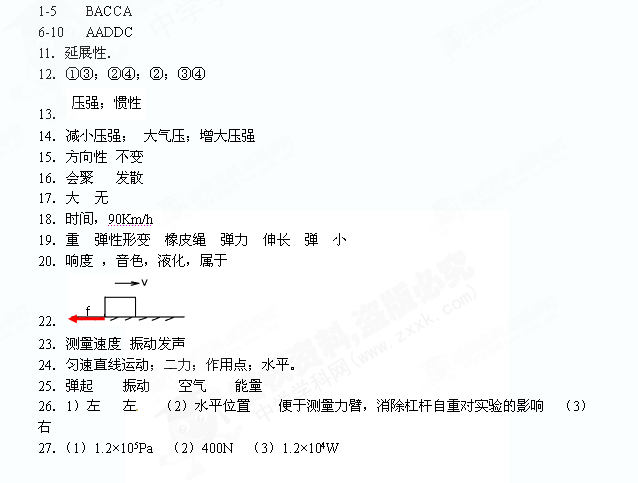 1-5 BACCA
6-10 AADDC
11．延展性．
12．①③；②④；②；③④
13． 压强；惯性
14．减小压强； 大气压；增大压强
15．方向性 不变
16．会聚 发散
17．大 无
18．时间，90Km/h
19．重 弹性形变 橡皮绳 弹力 伸长 弹 小
20．响度 ，音色，液化，属于
v
f
22．
23．测量速度 振动发声
24．匀速直线运动；二力；作用点；水平。
25．弹起 振动 空气 能量
26．1）左 左 （2）水平位置 便于测量力臂，消除杠杆自重对实验的影响 （3）
右
27．（1）1.2×10⁵Pa （2）400N （3）1.2×10⁴W